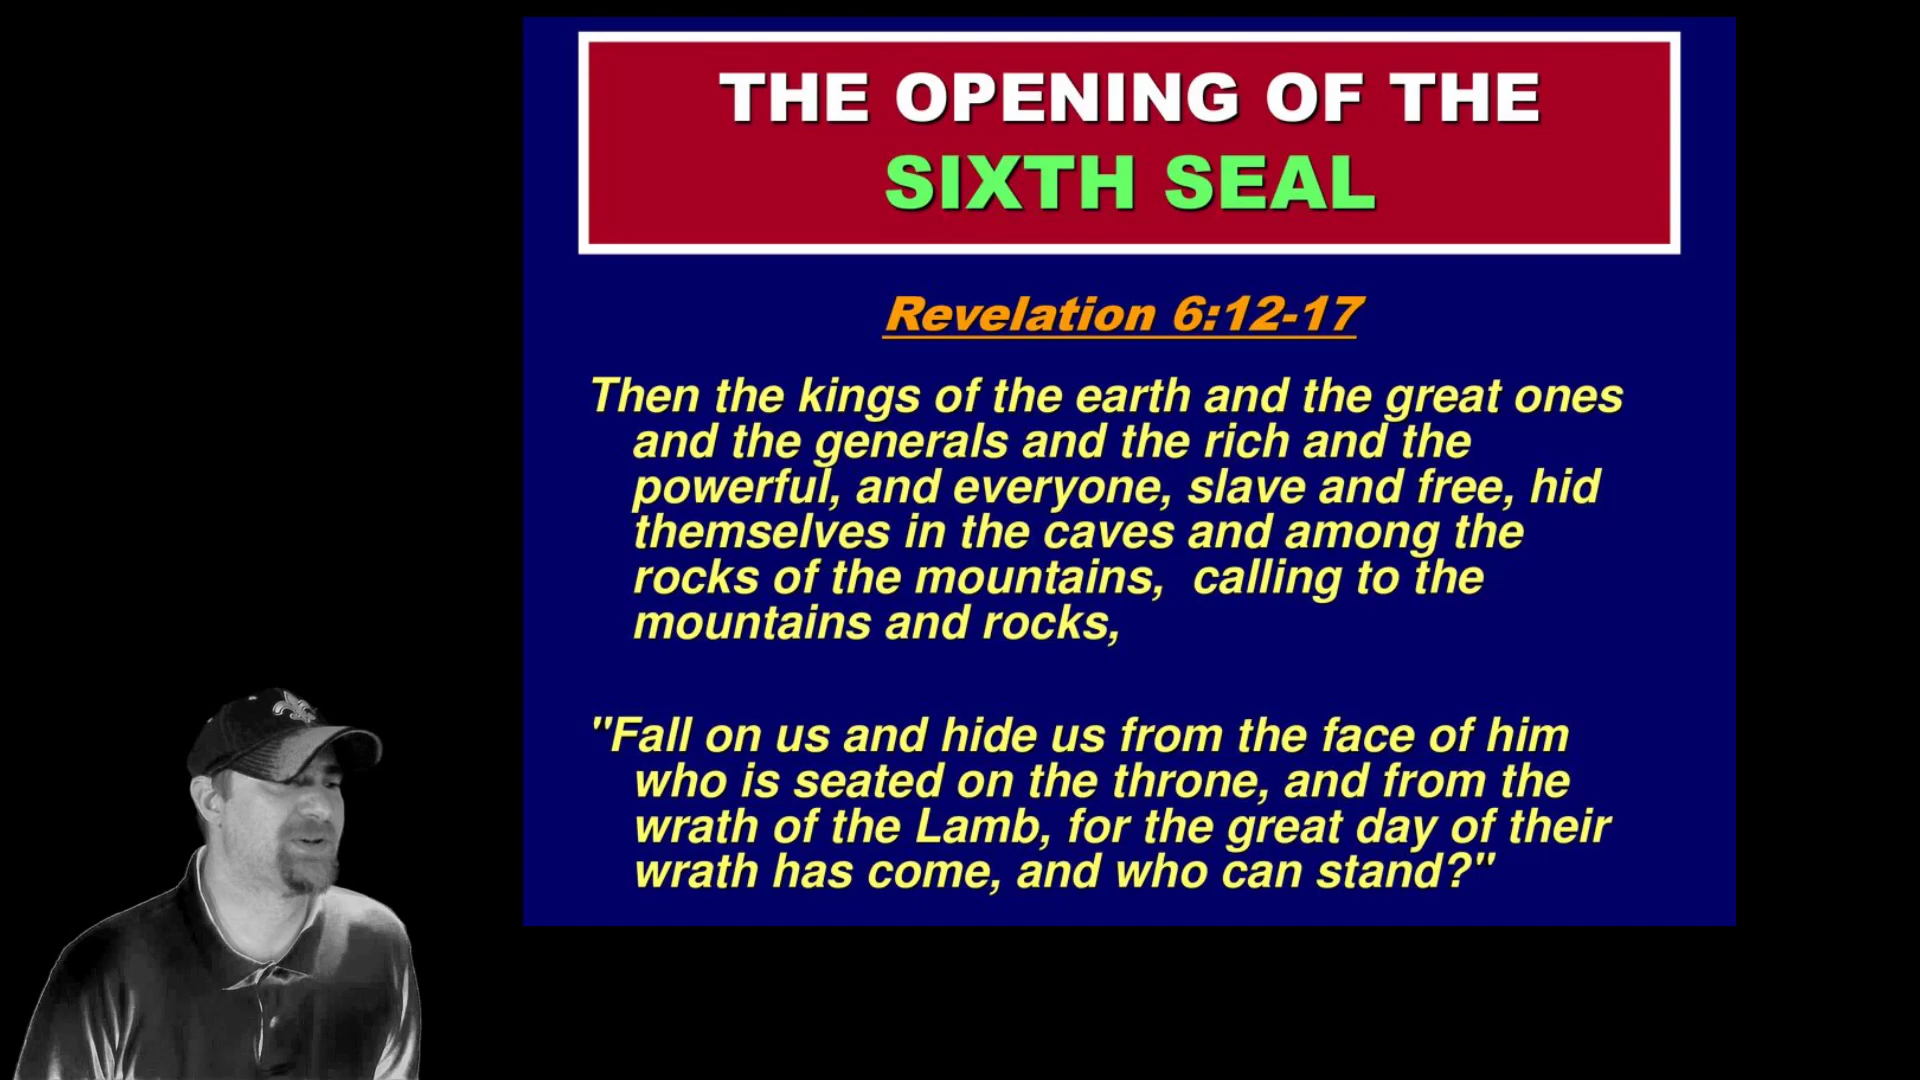 THE OPENING OF THE
SIXTH SEAL
Revelation 6:12-17
Then the kings of the earth and the great ones
and the generals and the rich and the
powerful, and everyone, slave and free, hid
themselves in the caves and among the
rocks of the mountains,  calling to the
mountains and rocks,
"Fall on us and hide us from the face of him
who is seated on the throne, and from the
wrath of the Lamb, for the great day of their
wrath has come, and who can stand?"